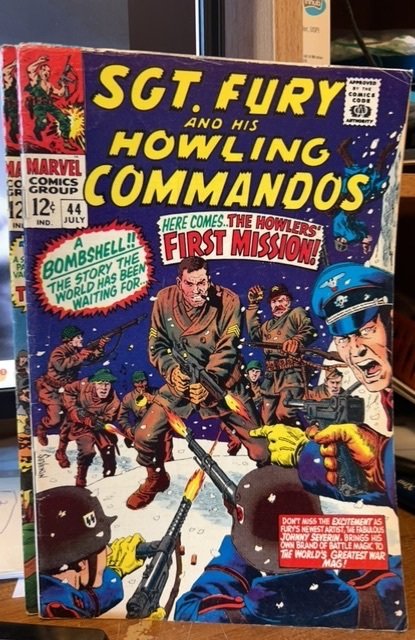 SGT. FURY
AND HIS
HOWLING
COMMANDOS
APPROVED
BY THE
COMICS
CODE
AUTHORITY
MARVEL
COMICS
GROUP
12¢
IND.
44
JULY
HERE COMES..THE HOWLERS'
FIRST MISSION!
A
BOMBSHELL!!
THE STORY THE
WORLD HAS BEEN
WAITING FOR..
SEVERIN
DON'T MISS THE EXCITEMENT AS
FURY'S NEWEST ARTIST, THE FABULOUS
JOHNNY SEVERIN, BRINGS HIS
OWN BRAND OF BATTLE MAGIC TO
THE WORLD'S GREATEST WAR
MAG!
12
IND.